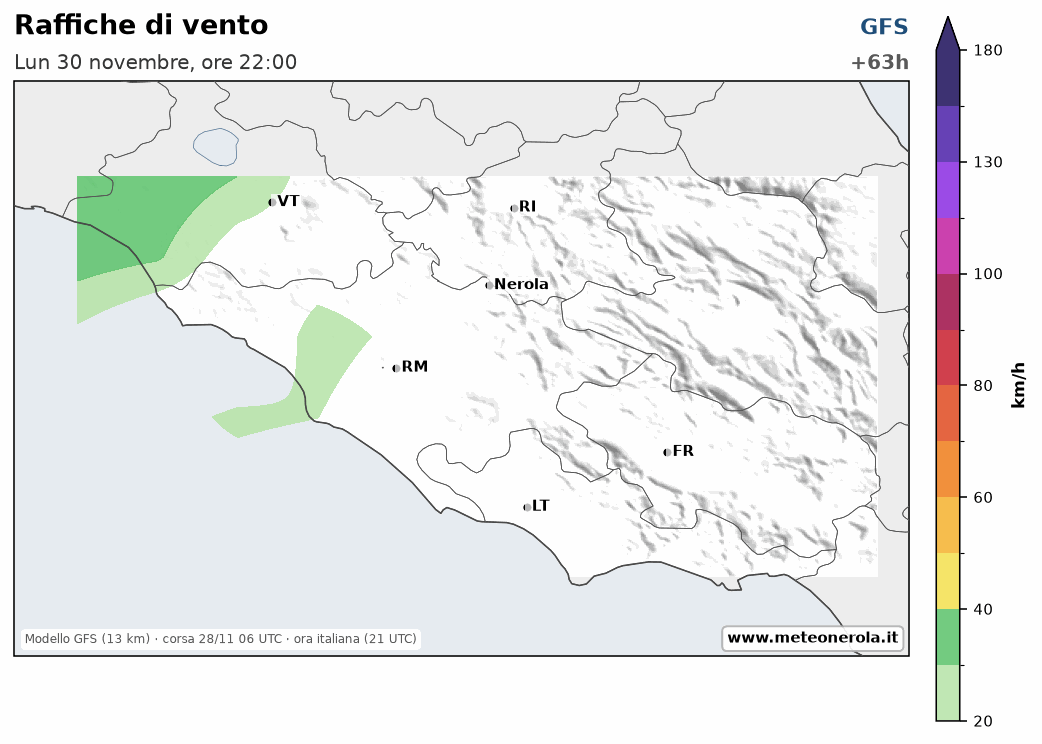 Raffiche di vento
GFS
Lun 30 novembre, ore 22:00
+63h
VT
RI
Nerola
RM
FR
LT
Modello GFS (13 km) · corsa 28/11 06 UTC · ora italiana (21 UTC)
www.meteonerola.it
180
130
100
80
60
40
20
km/h